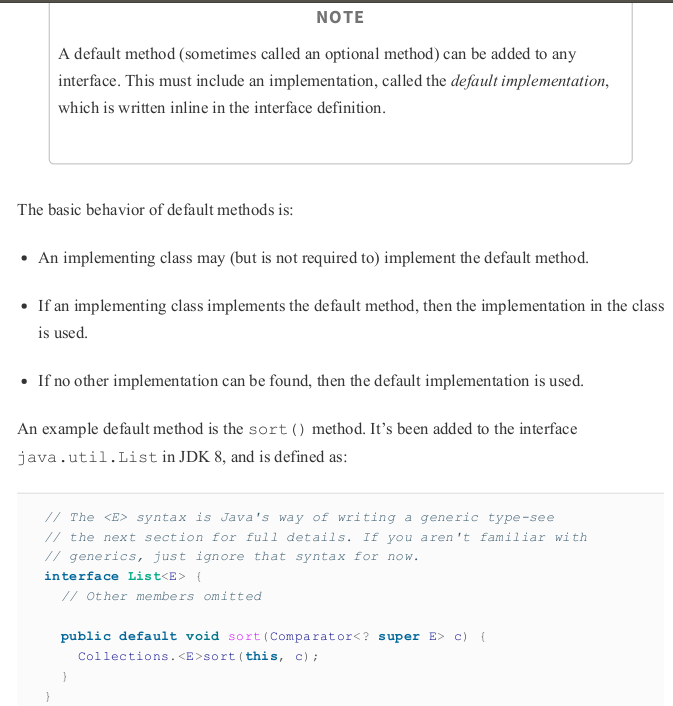 NOTE
A default method (sometimes called an optional method) can be added to any
interface. This must include an implementation, called the default implementation,
which is written inline in the interface definition.
The basic behavior of default methods is:
• An implementing class may (but is not required to) implement the default method.
• If an implementing class implements the default method, then the implementation in the class
is used.
• If no other implementation can be found, then the default implementation is used.
An example default method is the sort() method. It’s been added to the interface
java.util.List in JDK 8, and is defined as:
// The <E> syntax is Java's way of writing a generic type-see
// the next section for full details. If you aren't familiar with
// generics, just ignore that syntax for now.
interface List<E> {
  // Other members omitted
  public default void sort(Comparator<? super E> c) {
    Collections.<E>sort(this, c);
  }
}